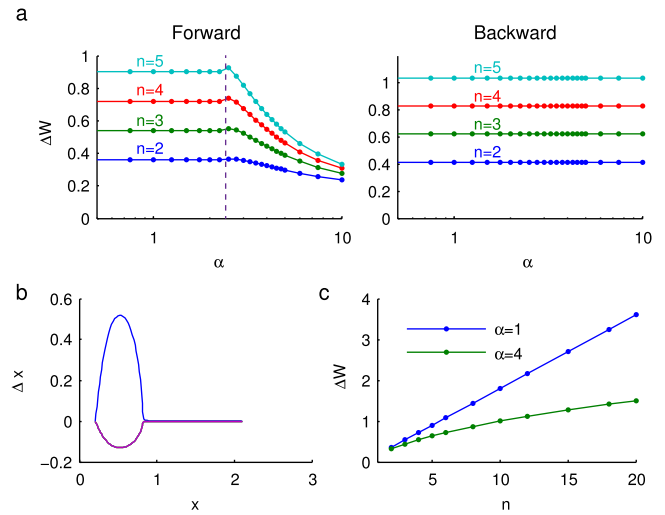 a
Forward Backward
1
0.8
0.6
0.4
0.2
0
ΔW
n=5
n=4
n=3
n=2
1 10
α
1
0.8
0.6
0.4
0.2
0
n=5
n=4
n=3
n=2
1 10
α
b
0.6
0.4
0.2
0
−0.2
Δ x
0 1 2 3
x
c
4
3
2
1
0
ΔW
α=1
α=4
5 10 15 20
n